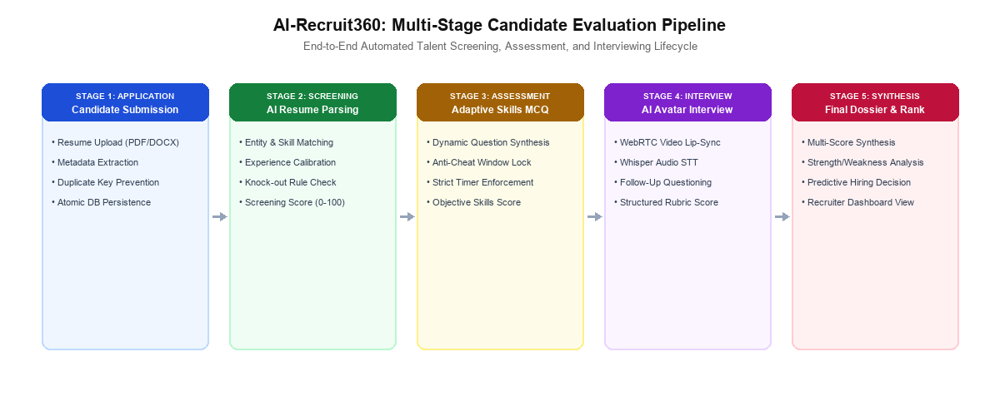 AI-Recruit360: Multi-Stage Candidate Evaluation Pipeline
End-to-End Automated Talent Screening, Assessment, and Interviewing Lifecycle
STAGE 1: APPLICATION
Candidate Submission
• Resume Upload (PDF/DOCX)
• Metadata Extraction
• Duplicate Key Prevention
• Atomic DB Persistence
STAGE 2: SCREENING
AI Resume Parsing
• Entity & Skill Matching
• Experience Calibration
• Knock-out Rule Check
• Screening Score (0-100)
STAGE 3: ASSESSMENT
Adaptive Skills MCQ
• Dynamic Question Synthesis
• Anti-Cheat Window Lock
• Strict Timer Enforcement
• Objective Skills Score
STAGE 4: INTERVIEW
AI Avatar Interview
• WebRTC Video Lip-Sync
• Whisper Audio STT
• Follow-Up Questioning
• Structured Rubric Score
STAGE 5: SYNTHESIS
Final Dossier & Rank
• Multi-Score Synthesis
• Strength/Weakness Analysis
• Predictive Hiring Decision
• Recruiter Dashboard View